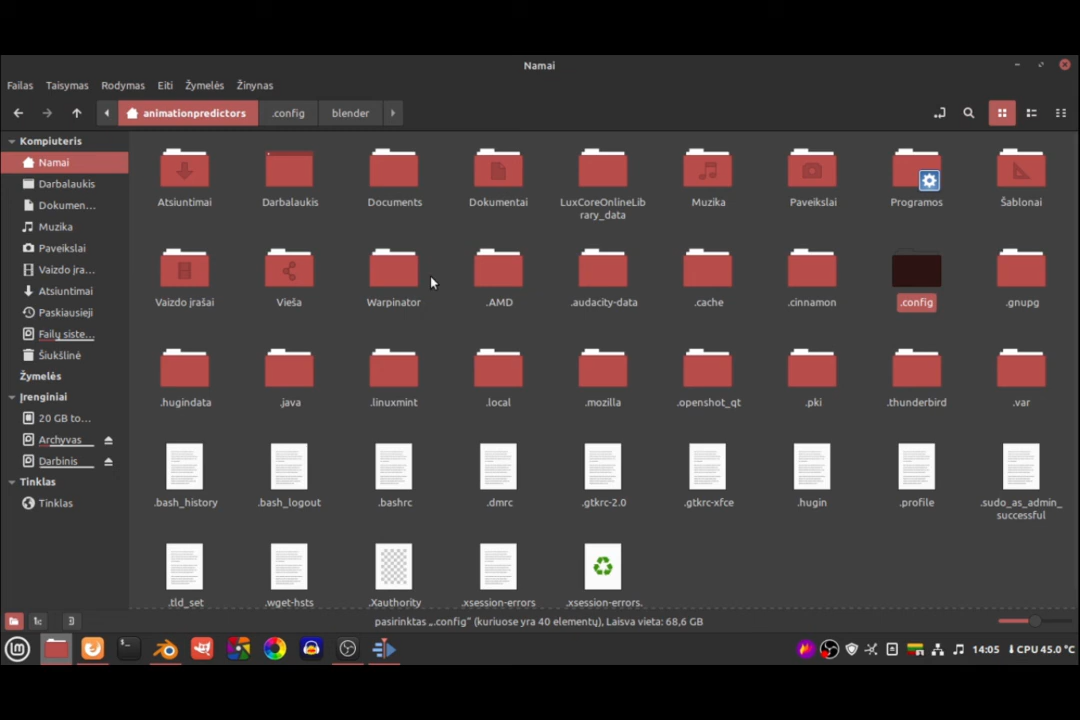 Namai
Failas Taisymas Rodymas Eiti Žymelės Žinynas
animationpredictors .config blender
Kompiuteris
Namai
Darbalaukis
Dokumen...
Muzika
Paveikslai
Vaizdo įra...
Atsiuntimai
Paskiausieji
Failų siste...
Šiukšlinė
Žymelės
Įrenginiai
20 GB to...
Archyvas
Darbinis
Tinklas
Tinklas
Atsiuntimai Darbalaukis Documents Dokumentai LuxCoreOnlineLib Muzika Paveikslai Programos Šablonai
rary_data
Vaizdo įrašai Vieša Warpinator .AMD .audacity-data .cache .cinnamon .config .gnupg
.hugindata .java .linuxmint .local .mozilla .openshot_qt .pki .thunderbird .var
.bash_history .bash_logout .bashrc .dmrc .gtkrc-2.0 .gtkrc-xfce .hugin .profile .sudo_as_admin_
successful
.tld_set .wget-hsts .Xauthority .xsession-errors .xsession-errors.
pasirinktas „.config“ (kuriuose yra 40 elementų), Laisva vieta: 68,6 GB
14:05 CPU 45.0 °C